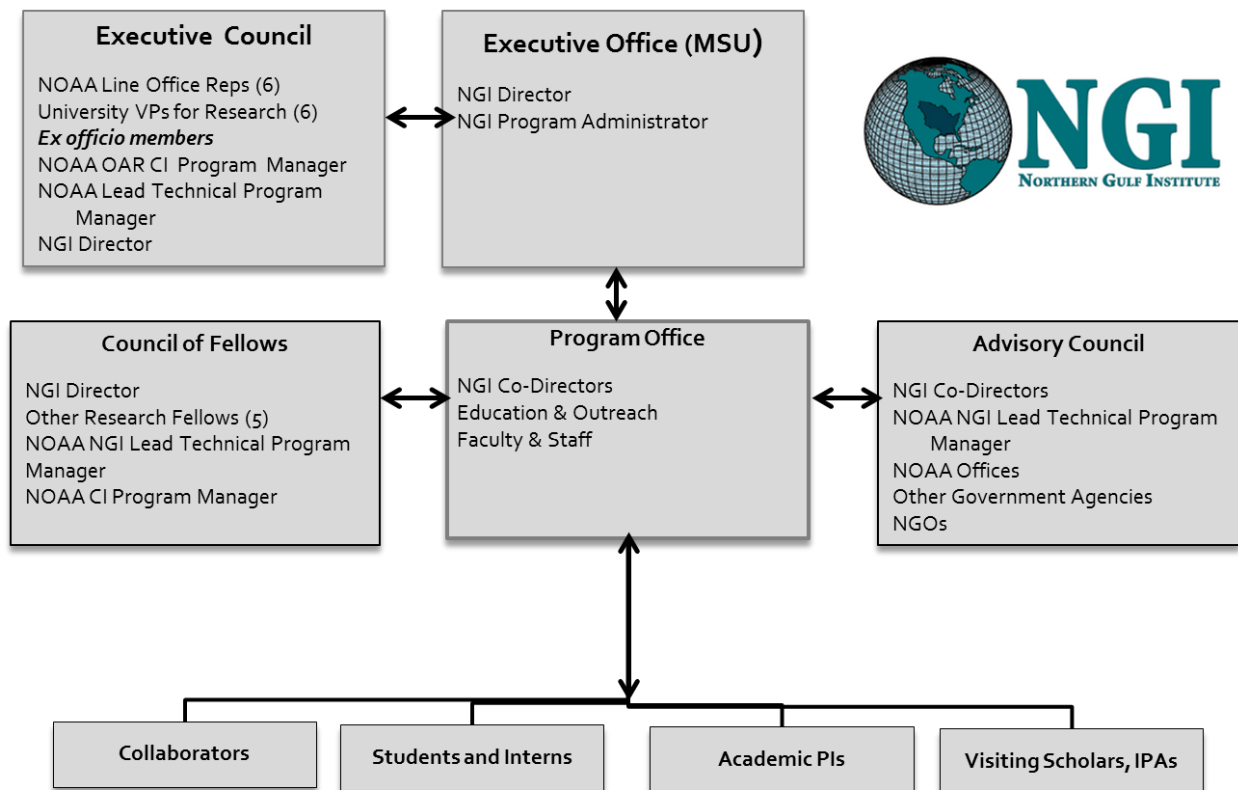 Executive Council
NOAA Line Office Reps (6)
University VPs for Research (6)
Ex officio members
NOAA OAR CI Program Manager
NOAA Lead Technical Program
Manager
NGI Director
Executive Office (MSU)
NGI Director
NGI Program Administrator
NGI
NORTHERN GULF INSTITUTE
Council of Fellows
NGI Director
Other Research Fellows (5)
NOAA NGI Lead Technical Program
Manager
NOAA CI Program Manager
Program Office
NGI Co-Directors
Education & Outreach
Faculty & Staff
Advisory Council
NGI Co-Directors
NOAA NGI Lead Technical Program
Manager
NOAA Offices
Other Government Agencies
NGOs
Collaborators
Students and Interns
Academic PIs
Visiting Scholars, IPAs